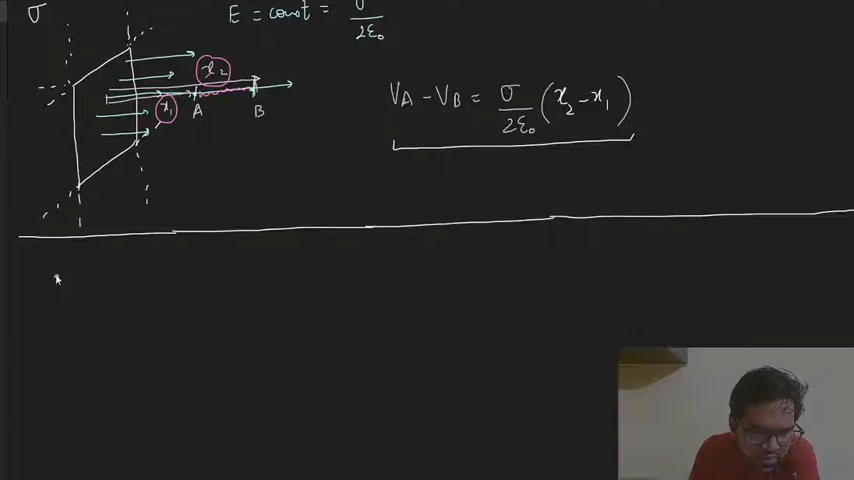 σ
E = const = σ/2ε₀
x₂
x₁
A
B
V_A - V_B = σ/2ε₀ (x₂ - x₁)